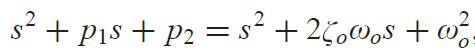 s² + p₁s + p₂ = s² + 2ζₒωₒs + ωₒ².